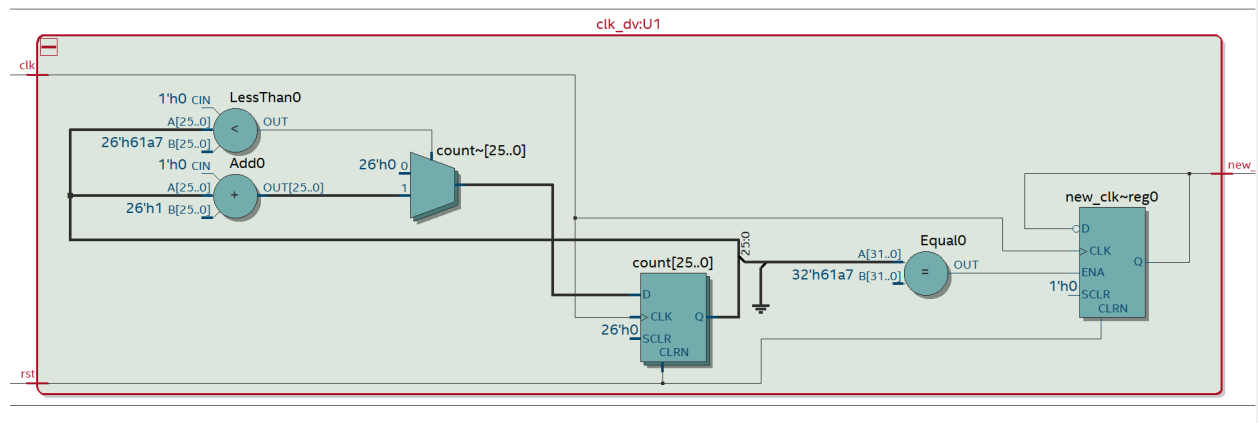 clk_dv:U1
clk
1'h0 CIN
LessThan0
A[25..0]
<
OUT
26'h61a7 B[25..0]
1'h0 CIN
Add0
A[25..0]
+
OUT[25..0]
26'h1 B[25..0]
count~[25..0]
26'h0 0
1
new_
new_clk~reg0
D
CLK
ENA
Q
1'h0 SCLR
CLRN
25:0
Equal0
A[31..0]
=
OUT
32'h61a7 B[31..0]
count[25..0]
D
CLK
Q
26'h0 SCLR
CLRN
rst